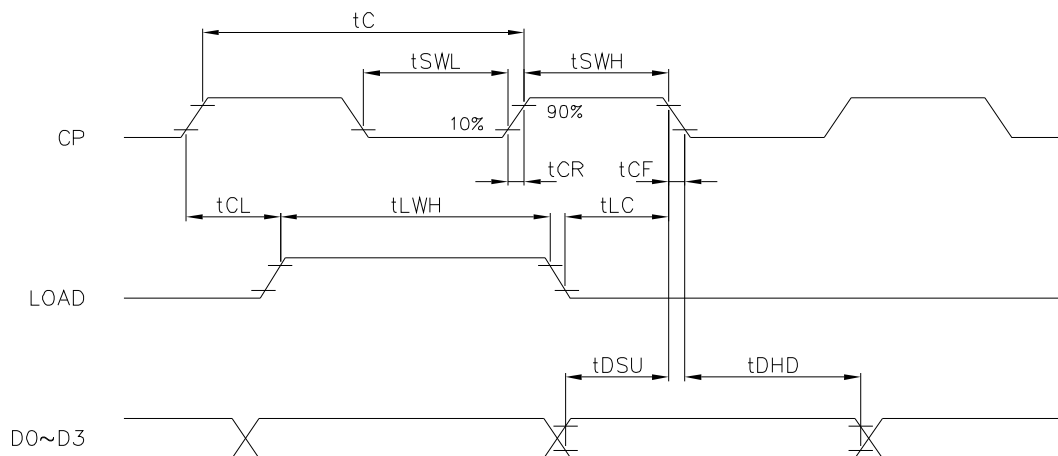 tC
tSWL tSWH
CP 10% 90%
tCR tCF
tCL tLWH tLC
LOAD
tDSU tDHD
D0~D3